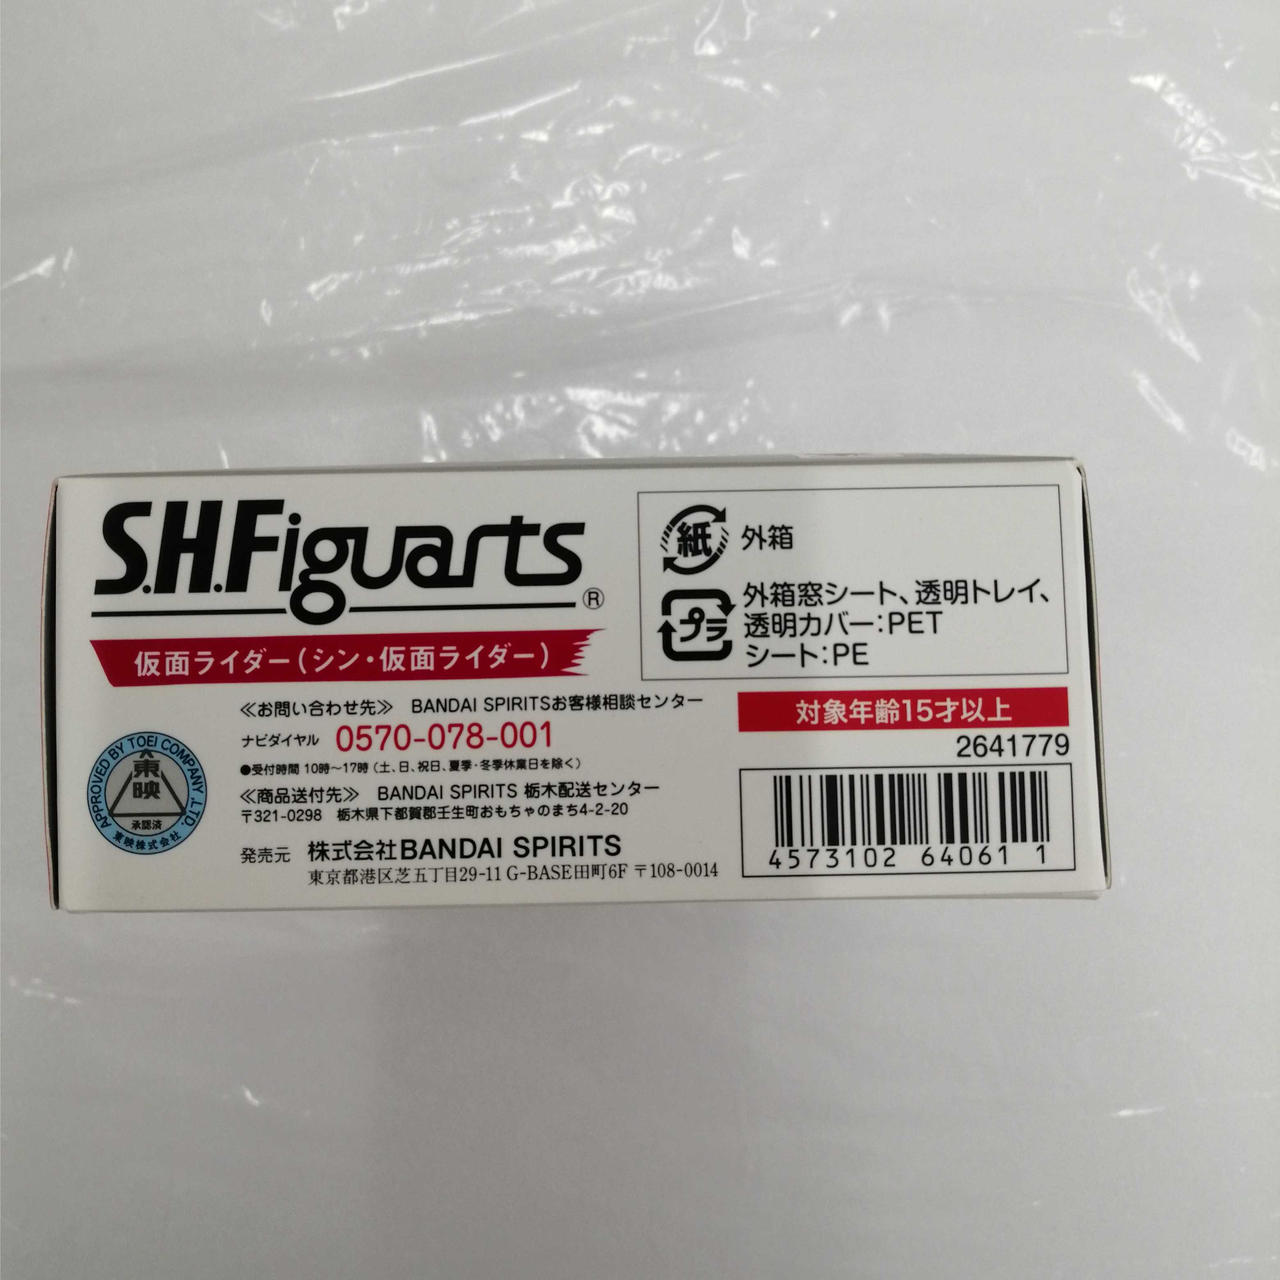 S.H.Figuarts®
仮面ライダー(シン・仮面ライダー)
紙 外箱
プラ 外箱窓シート、透明トレイ、
透明カバー:PET
シート:PE
≪お問い合わせ先≫ BANDAI SPIRITSお客様相談センター
ナビダイヤル 0570-078-001
●受付時間 10時〜17時(土、日、祝日、夏季・冬季休業日を除く)
≪商品送付先≫ BANDAI SPIRITS 栃木配送センター
〒321-0298 栃木県下都賀郡壬生町おもちゃのまち4-2-20
発売元 株式会社BANDAI SPIRITS
東京都港区芝五丁目29-11 G-BASE田町6F 〒108-0014
APPROVED BY TOEI COMPANY, LTD.
東映
承認済
東映株式会社
対象年齢15才以上
2641779
4573102 64061 1